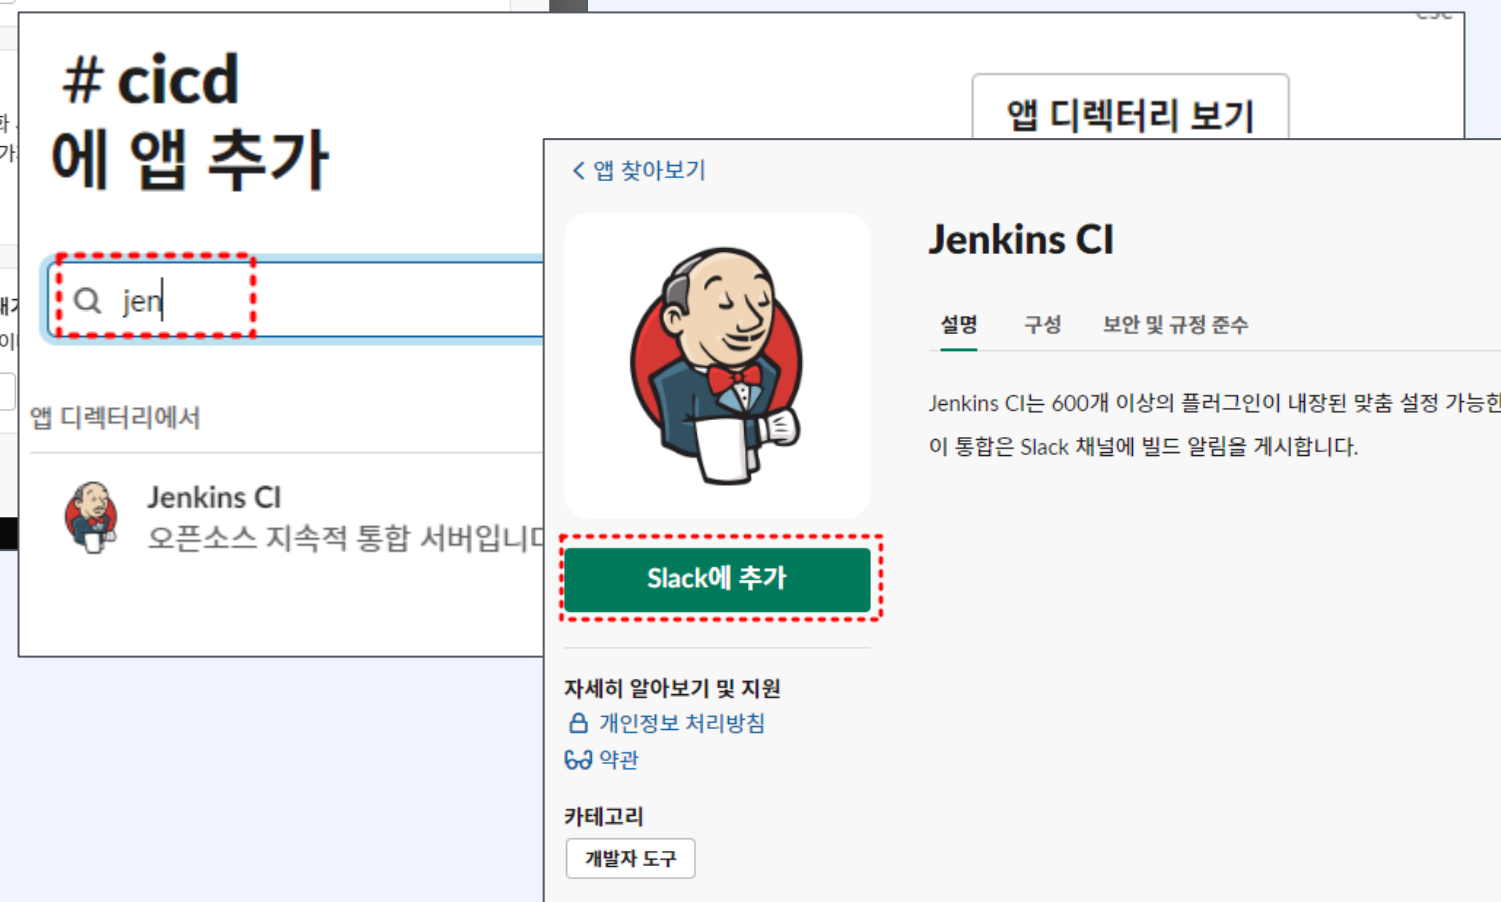 # cicd
에 앱 추가
앱 디렉터리 보기
jen
앱 디렉터리에서
Jenkins CI
오픈소스 지속적 통합 서버입니
앱 찾아보기
Jenkins CI
설명
구성
보안 및 규정 준수
Jenkins CI는 600개 이상의 플러그인이 내장된 맞춤 설정 가능한
이 통합은 Slack 채널에 빌드 알림을 게시합니다.
Slack에 추가
자세히 알아보기 및 지원
개인정보 처리방침
약관
카테고리
개발자 도구